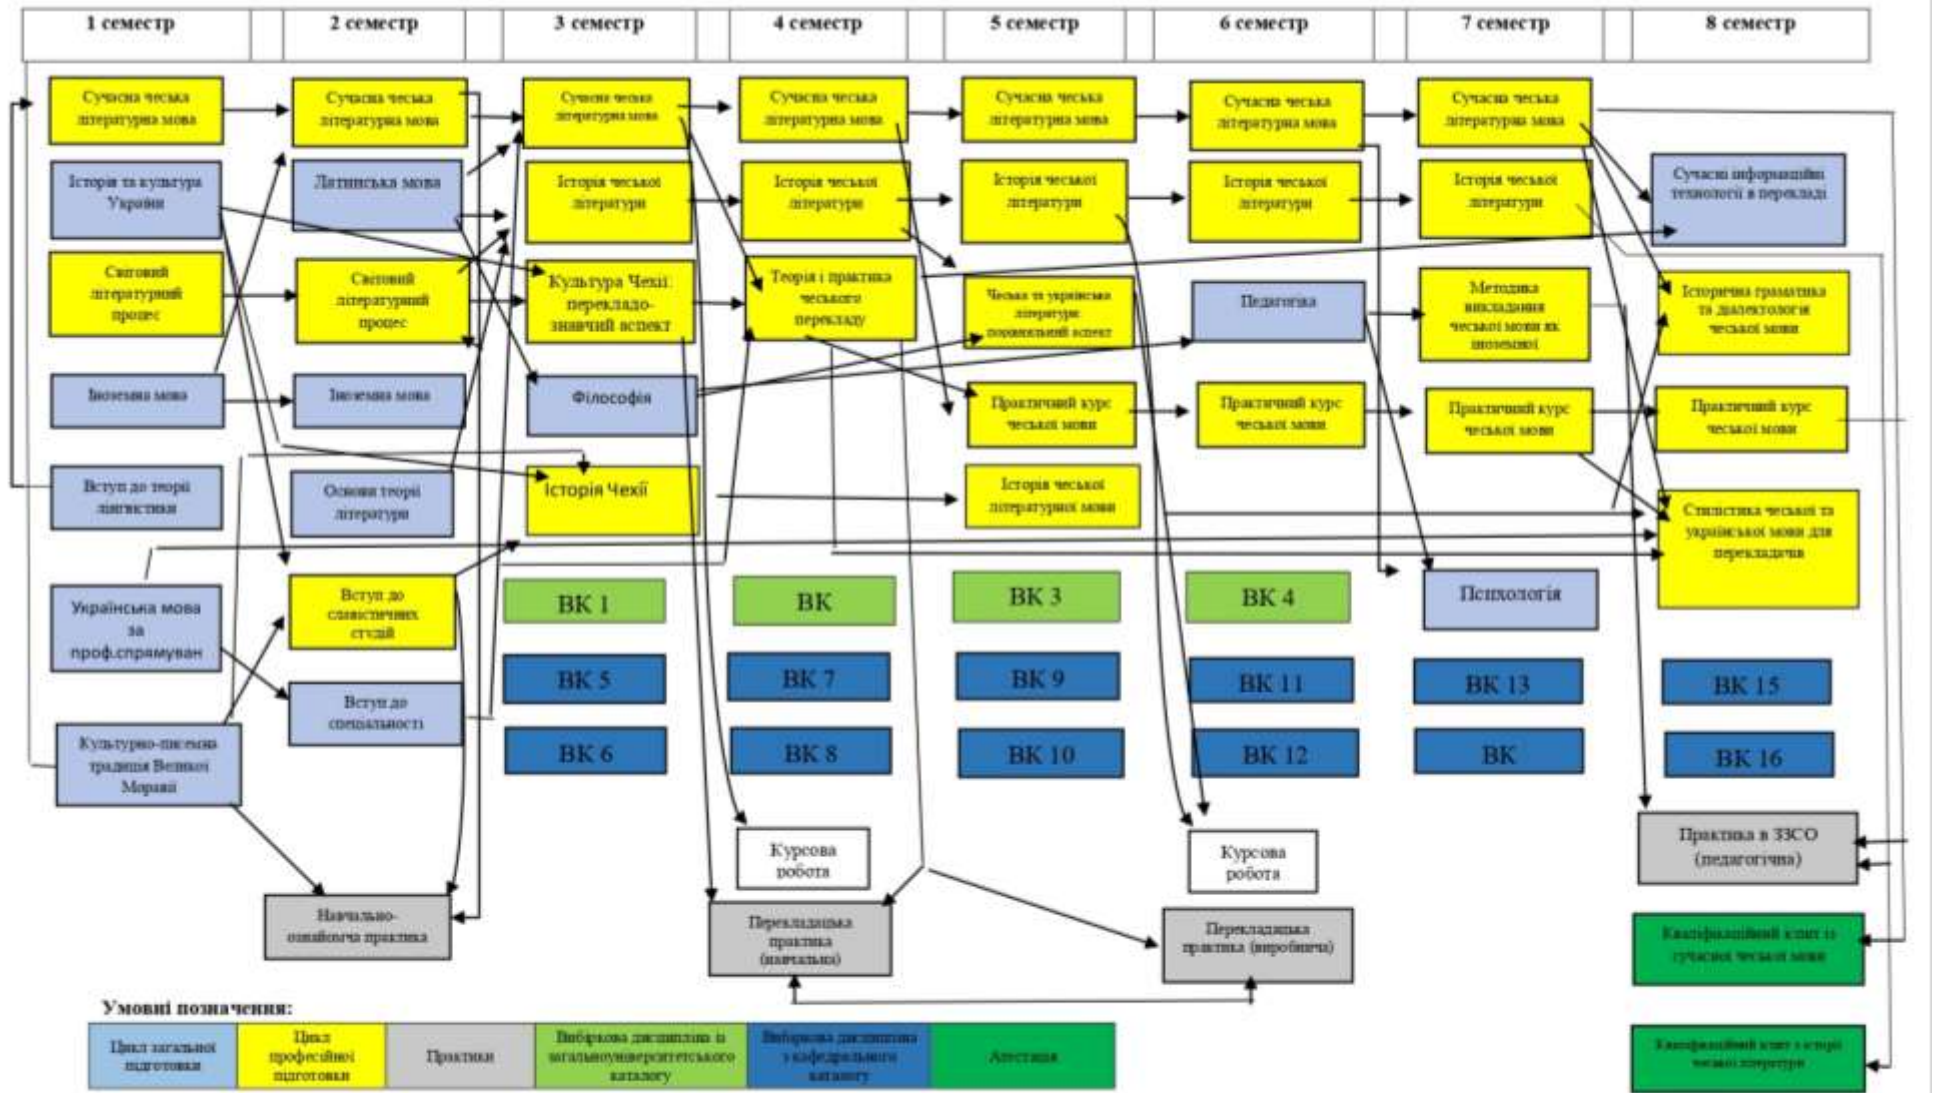 1 семестр
2 семестр
3 семестр
4 семестр
5 семестр
6 семестр
7 семестр
8 семестр
Сучасна чеська
літературна мова
Історія та культура
України
Світовий
літературний
процес
Іноземна мова
Вступ до теорії
лінгвістики
Українська мова
за
проф.спрямуван
Культурно-писемна
традиція Великої
Моравії
Сучасна чеська
літературна мова
Латинська мова
Світовий
літературний
процес
Іноземна мова
Основи теорії
літератури
Вступ до
славістичних
студій
Вступ до
спеціальності
Навчально-
ознайомча практика
Сучасна чеська
літературна мова
Історія чеської
літератури
Культура Чехії.
перекладо-
знавчий аспект
Філософія
Історія Чехії
ВК 1
ВК 5
ВК 6
Сучасна чеська
літературна мова
Історія чеської
літератури
Теорія і практика
чеського
перекладу
ВК
ВК 7
ВК 8
Курсова
робота
Перекладацька
практика
(навчальна)
Сучасна чеська
літературна мова
Історія чеської
літератури
Чеська та українська
літератури:
порівняльний аспект
Практичний курс
чеської мови
Історія чеської
літературної мови
ВК 3
ВК 9
ВК 10
Сучасна чеська
літературна мова
Історія чеської
літератури
Педагогіка
Практичний курс
чеської мови
ВК 4
ВК 11
ВК 12
Курсова
робота
Перекладацька
практика (виробнича)
Сучасна чеська
літературна мова
Історія чеської
літератури
Методика
викладання
чеської мови як
іноземної
Практичний курс
чеської мови
Психологія
ВК 13
ВК
Сучасні інформаційні
технології в перекладі
Історична граматика
та діалектологія
чеської мови
Практичний курс
чеської мови
Стилістика чеської та
української мови для
перекладачів
ВК 15
ВК 16
Практика в ЗЗСО
(педагогічна)
Кваліфікаційний іспит із
сучасної чеської мови
Кваліфікаційний іспит з історії
чеської літератури
Умовні позначення:
Цикл загальної
підготовки
Цикл
професійної
підготовки
Практики
Вибіркова дисципліна із
загальноуніверситетського
каталогу
Вибіркова дисципліна
з кафедрального
каталогу
Атестація